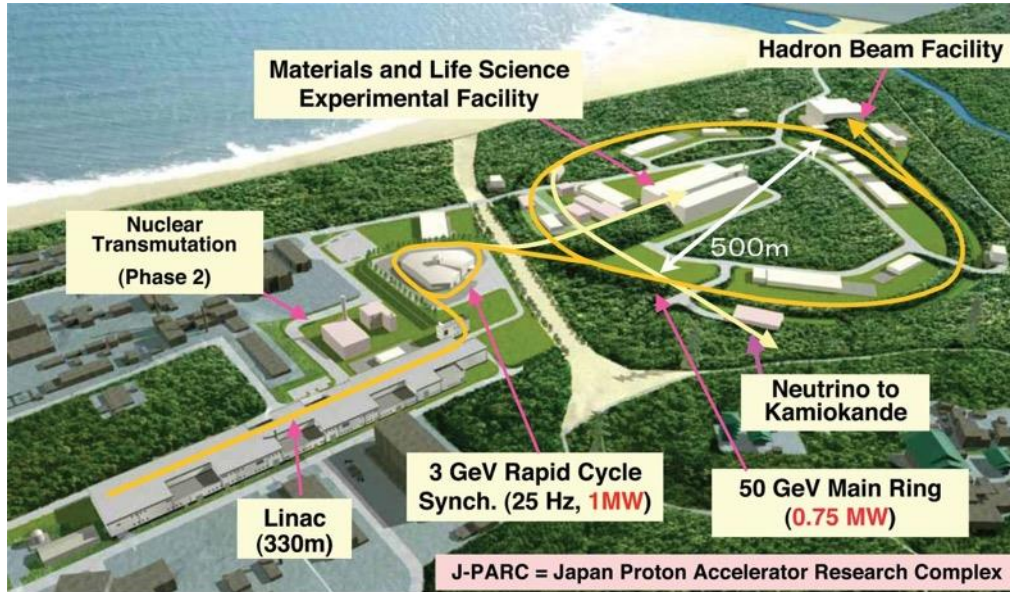 Hadron Beam Facility
Materials and Life Science
Experimental Facility
Nuclear
Transmutation
(Phase 2)
500m
Neutrino to
Kamiokande
3 GeV Rapid Cycle
Synch. (25 Hz, 1MW)
50 GeV Main Ring
(0.75 MW)
Linac
(330m)
J-PARC = Japan Proton Accelerator Research Complex